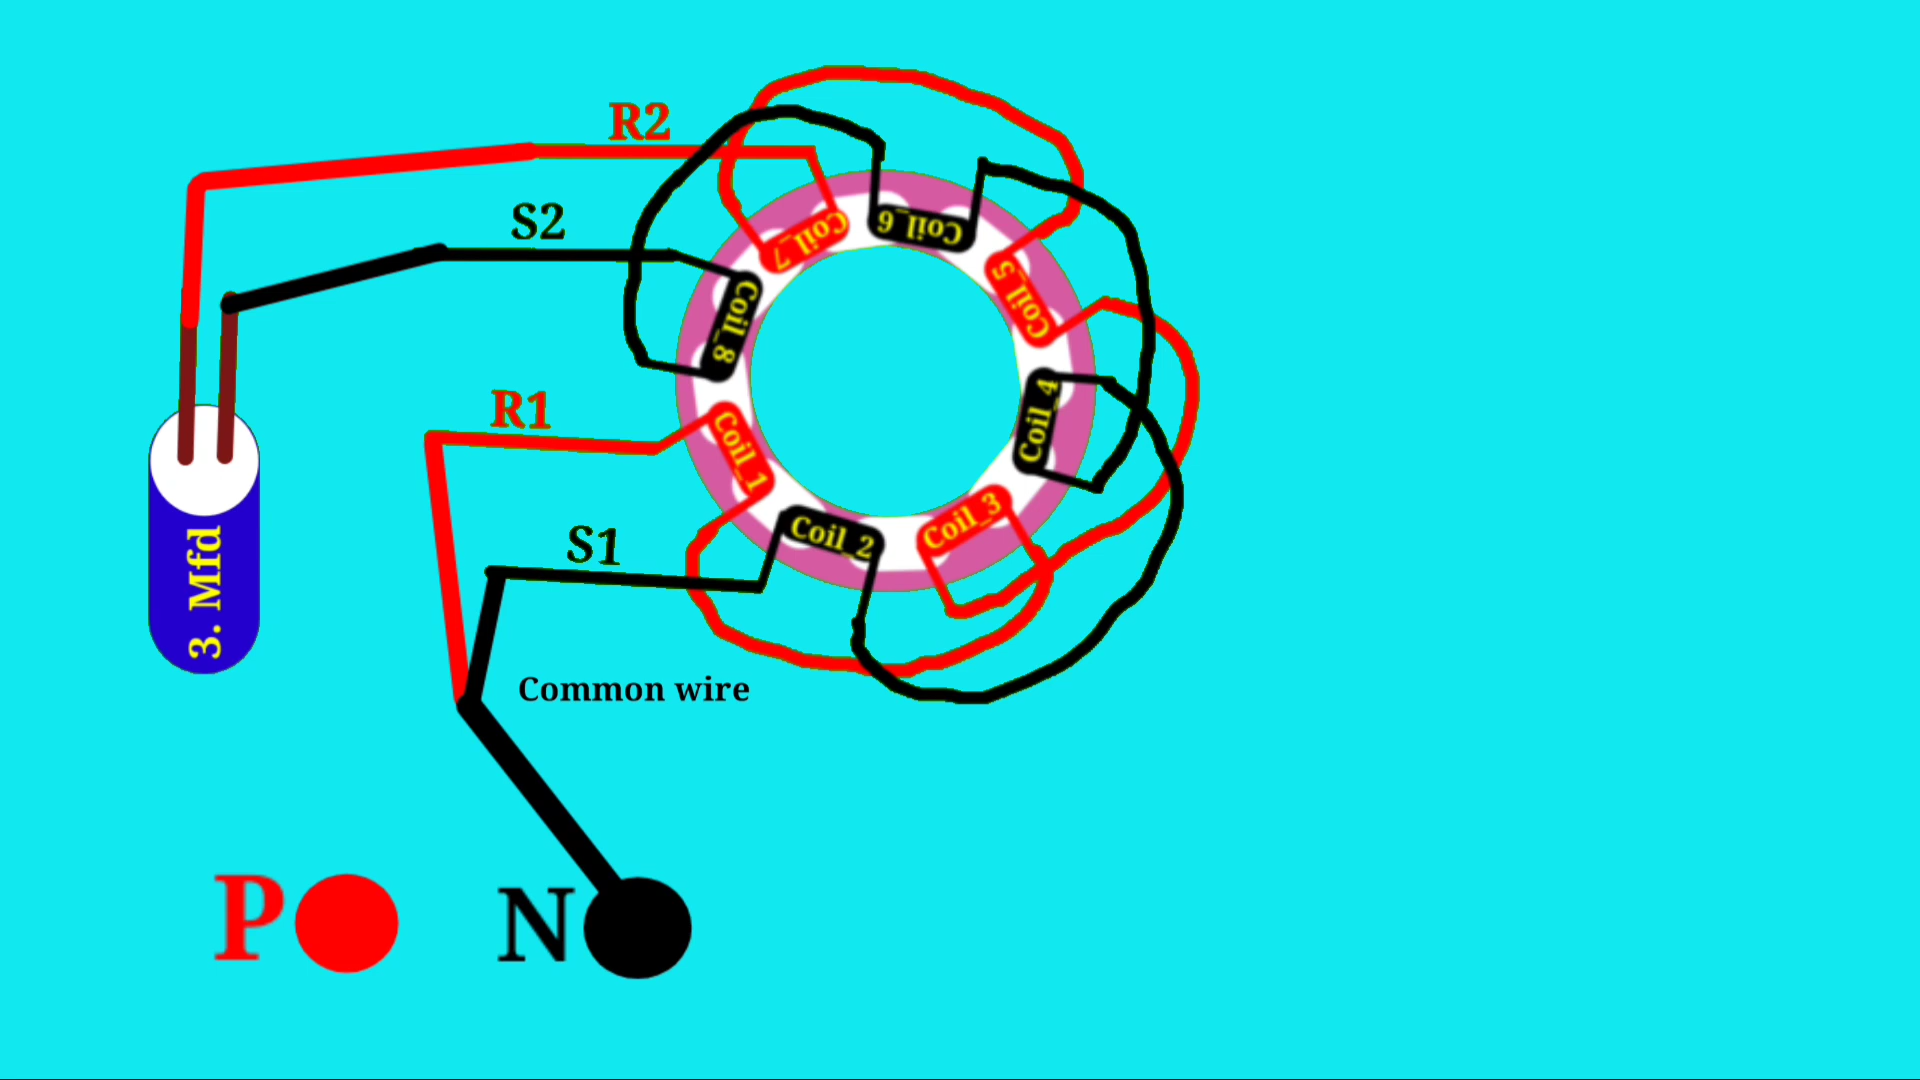 R2
S2
R1
S1
Coil_7
Coil_6
Coil_5
Coil_8
Coil_4
Coil_1
Coil_3
Coil_2
3. Mfd
Common wire
P
N